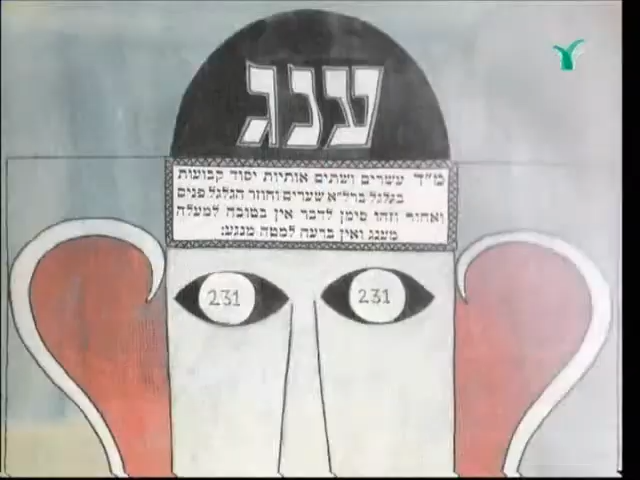 ענג
מ"ד עשרים ושתים אותיות יסוד קבועות
בגלגל ברל"א שערים וחוזר הגלגל פנים
ואחור וזהו סימן לדבר אין בטובה למעלה
מענג ואין ברעה למטה מנגע:
231 231